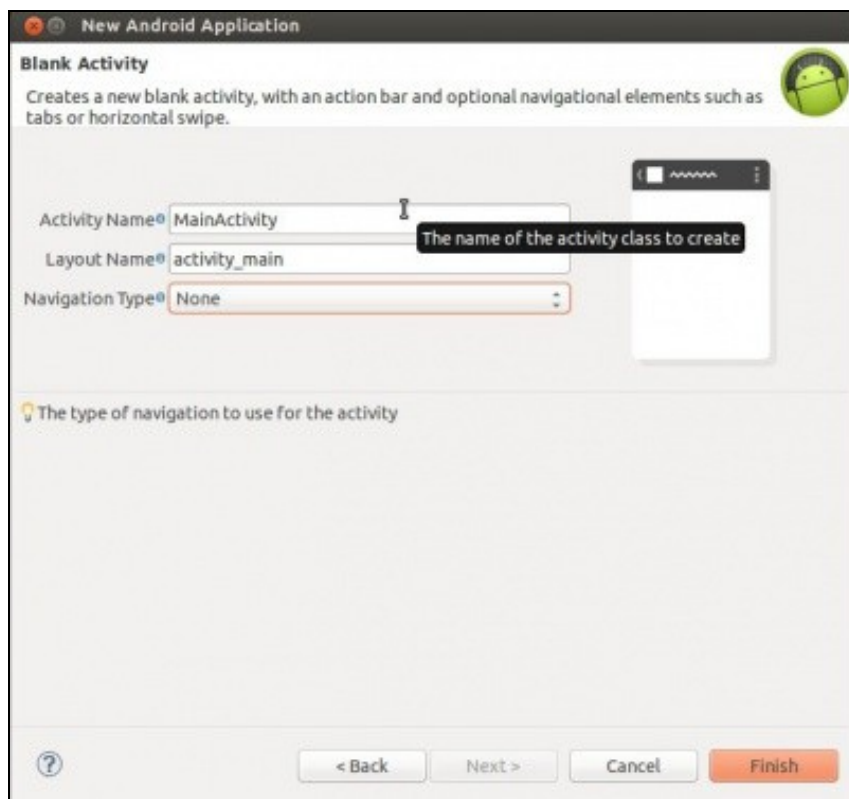 New Android Application
Blank Activity
Creates a new blank activity, with an action bar and optional navigational elements such as
tabs or horizontal swipe.
Activity Name MainActivity
The name of the activity class to create
Layout Name activity_main
Navigation Type None
The type of navigation to use for the activity
? < Back Next > Cancel Finish